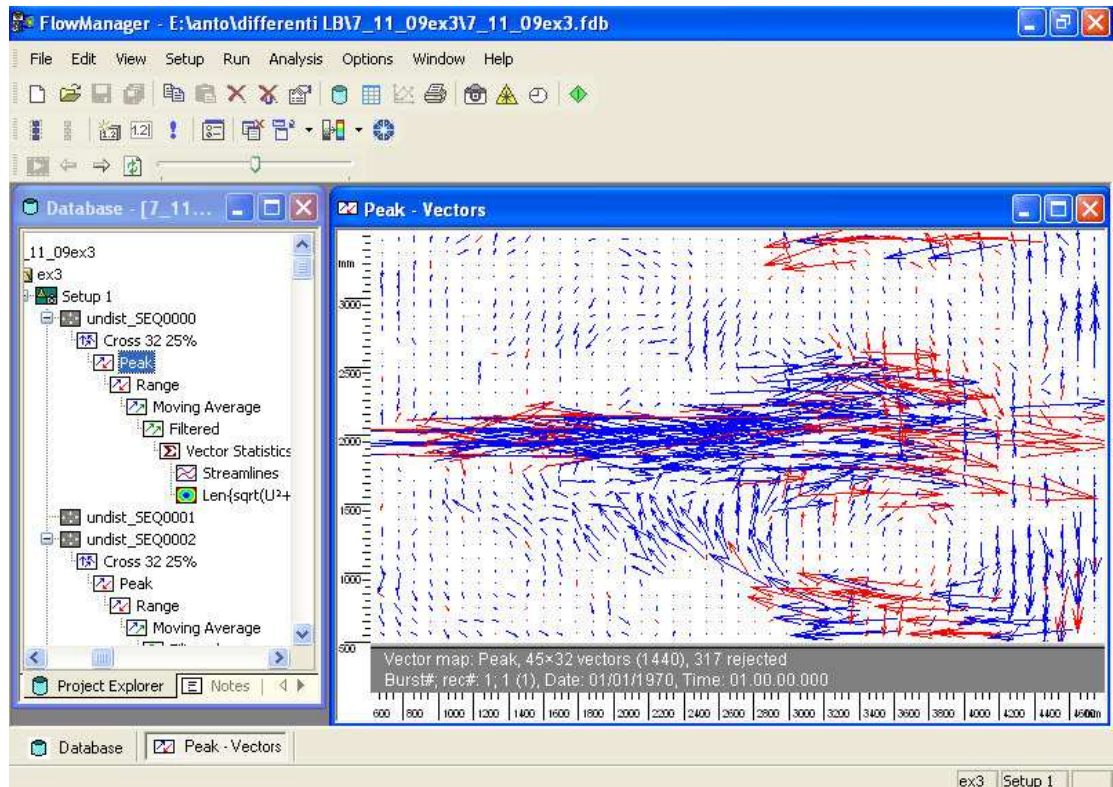 FlowManager - E:\anto\differenti LB\7_11_09ex3\7_11_09ex3.fdb
File Edit View Setup Run Analysis Options Window Help
Database - [7_11...
_11_09ex3
ex3
Setup 1
undist_SEQ0000
Cross 32 25%
Peak
Range
Moving Average
Filtered
Vector Statistics
Streamlines
Len{sqrt(U²+
undist_SEQ0001
undist_SEQ0002
Cross 32 25%
Peak
Range
Moving Average
Project Explorer Notes
Peak - Vectors
mm
3000
2500
2000
1500
1000
500
Vector map: Peak, 45×32 vectors (1440), 317 rejected
Burst#; rec#: 1; 1 (1), Date: 01/01/1970, Time: 01.00.00.000
600 800 1000 1200 1400 1600 1800 2000 2200 2400 2600 2800 3000 3200 3400 3600 3800 4000 4200 4400
Database Peak - Vectors
ex3 Setup 1